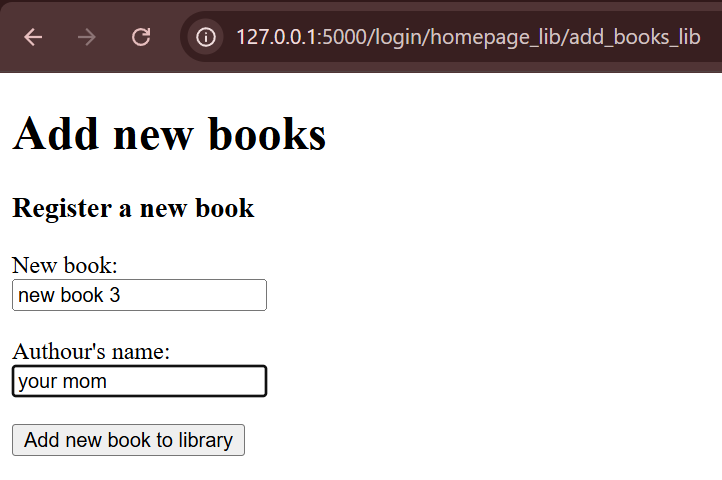 127.0.0.1:5000/login/homepage_lib/add_books_lib
Add new books
Register a new book
New book:
new book 3
Authour's name:
your mom
Add new book to library